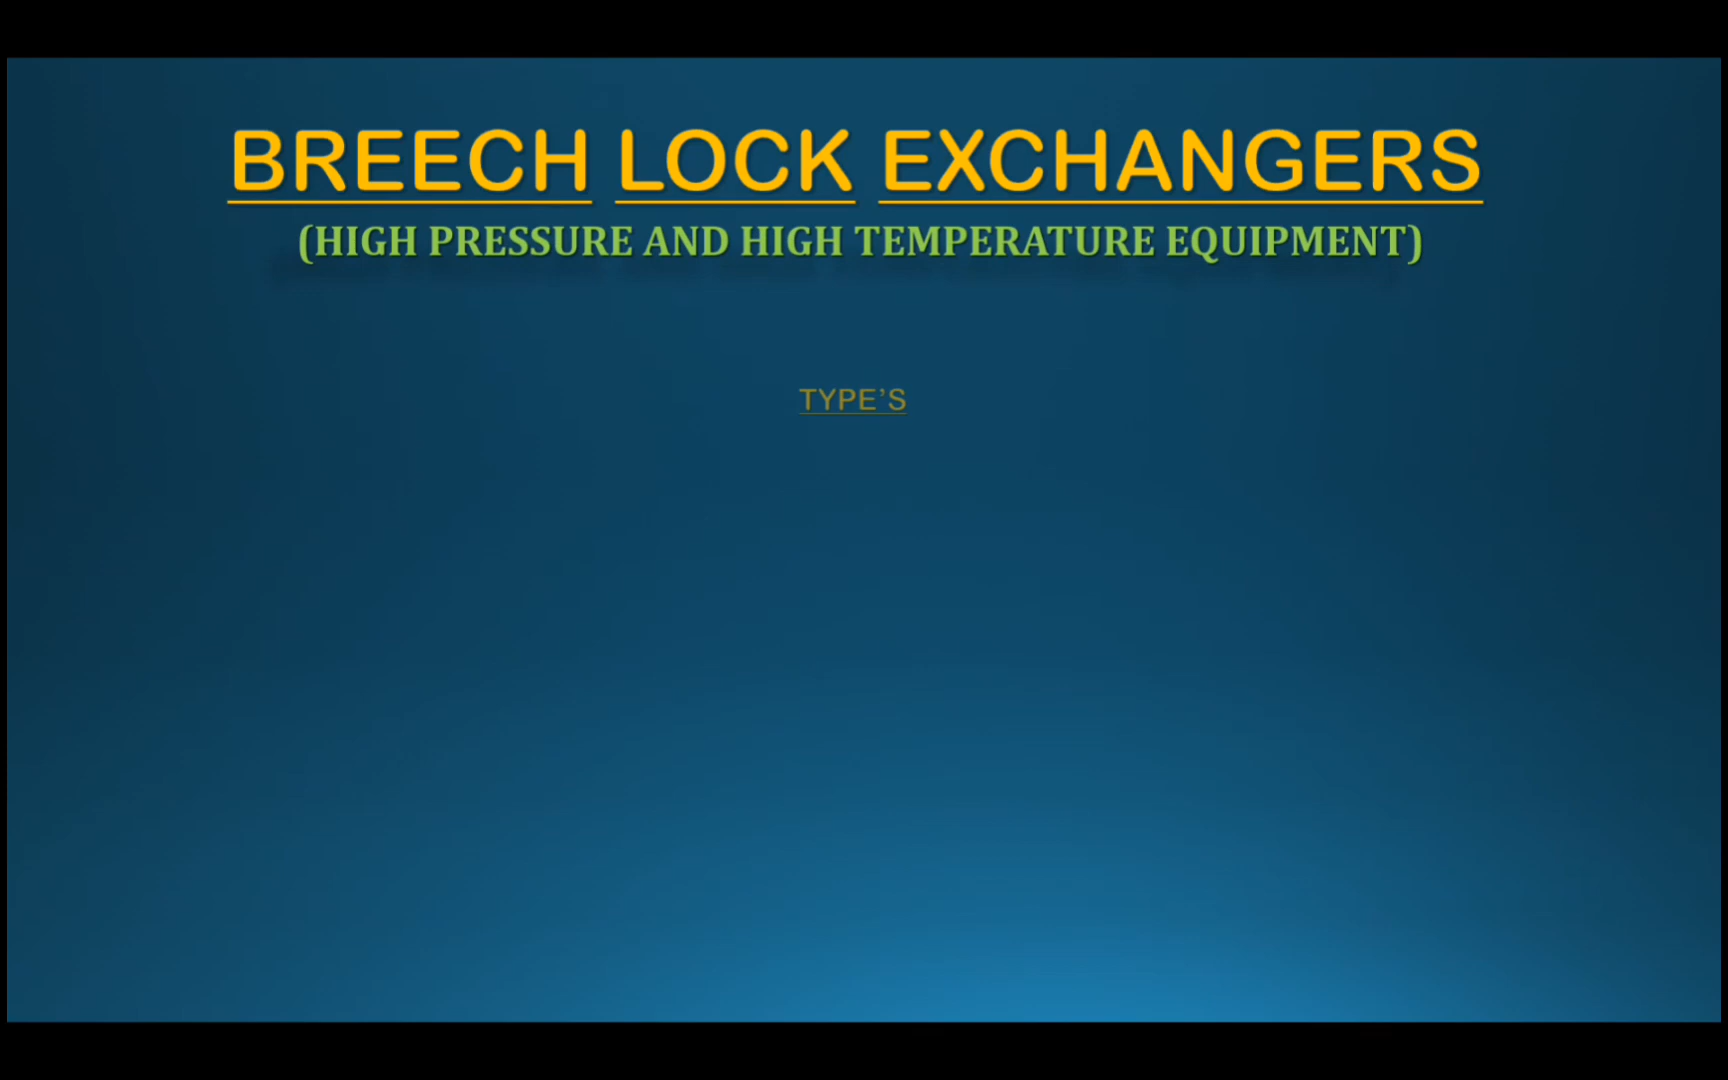 BREECH LOCK EXCHANGERS
(HIGH PRESSURE AND HIGH TEMPERATURE EQUIPMENT)
TYPE’S